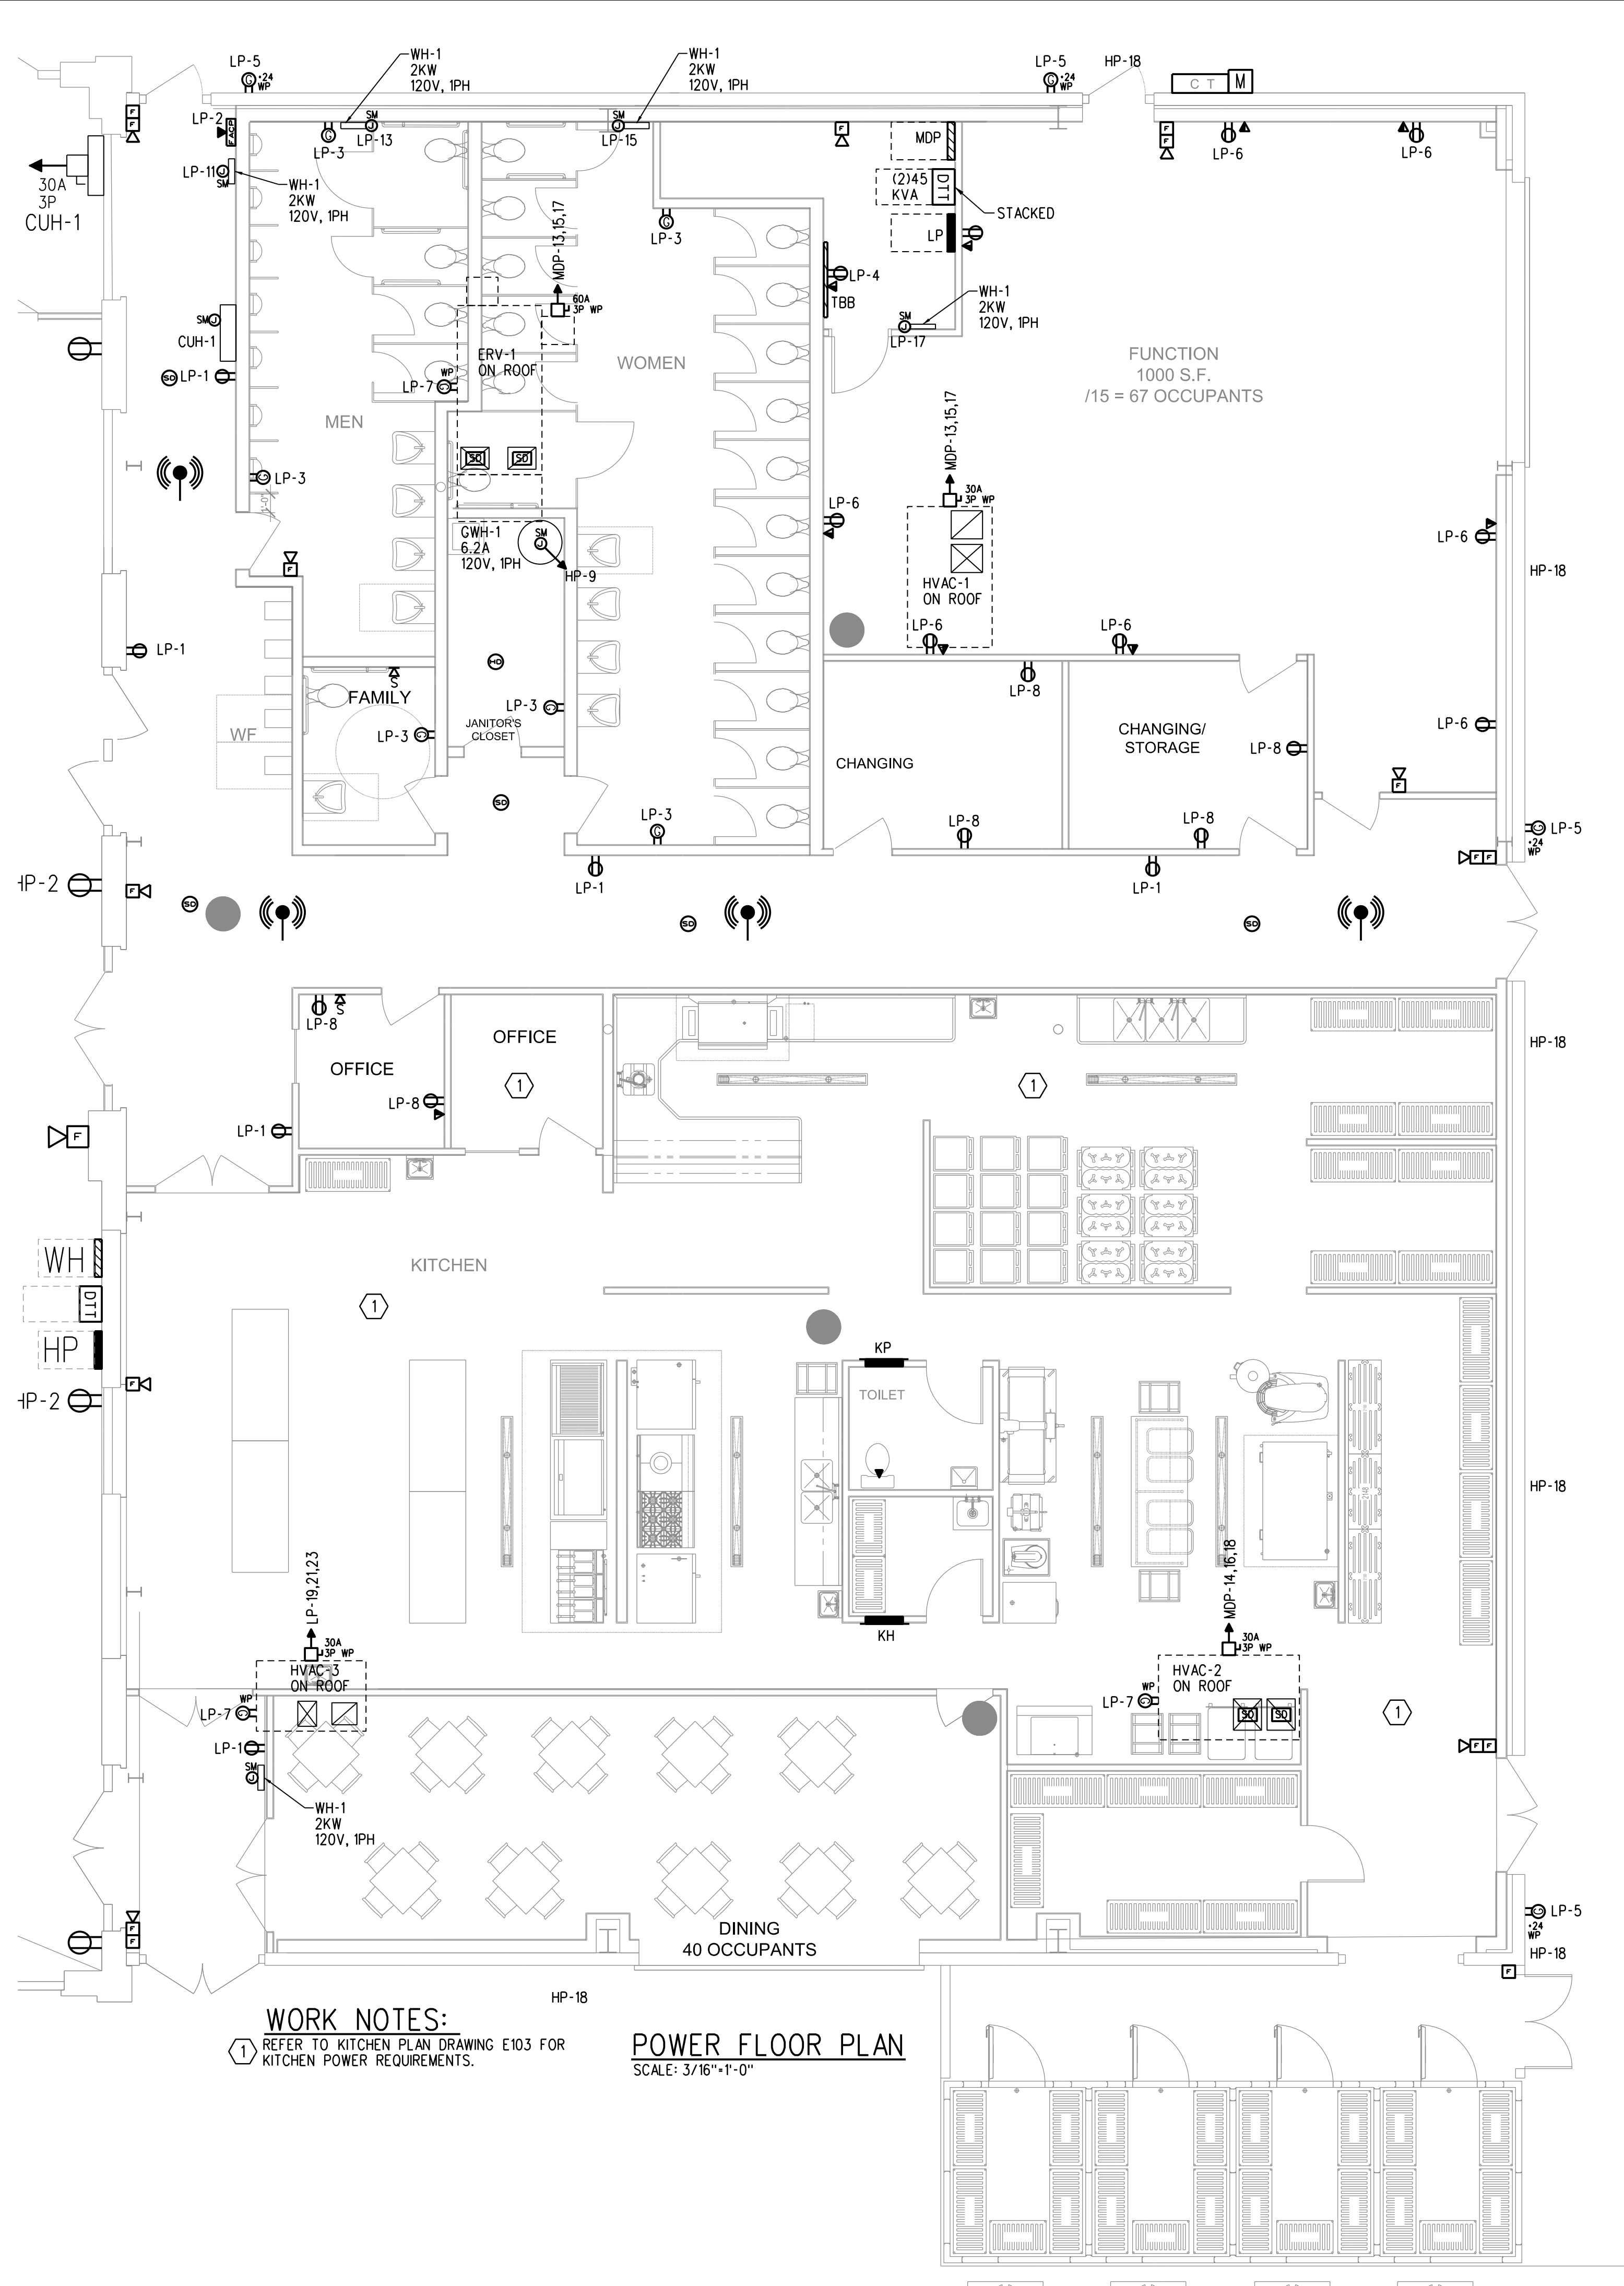 LP-5
+24
WP
WH-1
2KW
120V, 1PH
WH-1
2KW
120V, 1PH
LP-5
+24
WP
HP-18
C T
M
F
F
LP-2
FACP
G
LP-3
SM
J
LP-13
SM
J
LP-15
F
MDP
F
F
LP-6
LP-6
30A
3P
CUH-1
LP-11
J
SM
WH-1
2KW
120V, 1PH
(2)45
KVA
DTT
STACKED
G
LP-3
LP
MDP-13,15,17
60A
3P WP
LP-4
TBB
WH-1
2KW
120V, 1PH
SM
J
LP-17
SM
J
CUH-1
ERV-1
ON ROOF
WOMEN
FUNCTION
1000 S.F.
/15 = 67 OCCUPANTS
SD
LP-1
WP
LP-7
G
MEN
MDP-13,15,17
SD
SD
G
LP-3
30A
3P WP
LP-6
GWH-1
6.2A
120V, 1PH
SM
J
HP-9
LP-6
F
HVAC-1
ON ROOF
HP-18
LP-6
LP-6
LP-1
HD
S
LP-8
FAMILY
LP-3
G
JANITOR'S
CLOSET
WF
LP-3
G
CHANGING/
STORAGE
LP-8
LP-6
CHANGING
F
SD
LP-3
G
LP-8
LP-8
G
LP-5
+24
WP
F
F
HP-2
F
LP-1
LP-1
SD
SD
SD
LP-8
S
OFFICE
OFFICE
1
1
HP-18
LP-8
LP-1
F
WH
DTT
HP
KITCHEN
1
HP-2
F
KP
TOILET
HP-18
LP-19,21,23
MDP-14,16,18
KH
30A
3P WP
HVAC-3
ON ROOF
30A
3P WP
HVAC-2
ON ROOF
WP
LP-7
G
WP
LP-7
G
SD
SD
1
LP-1
SM
J
F
F
WH-1
2KW
120V, 1PH
F
F
DINING
40 OCCUPANTS
G
LP-5
+24
WP
HP-18
F
HP-18
WORK NOTES:
1 REFER TO KITCHEN PLAN DRAWING E103 FOR
KITCHEN POWER REQUIREMENTS.
POWER FLOOR PLAN
SCALE: 3/16"=1'-0"